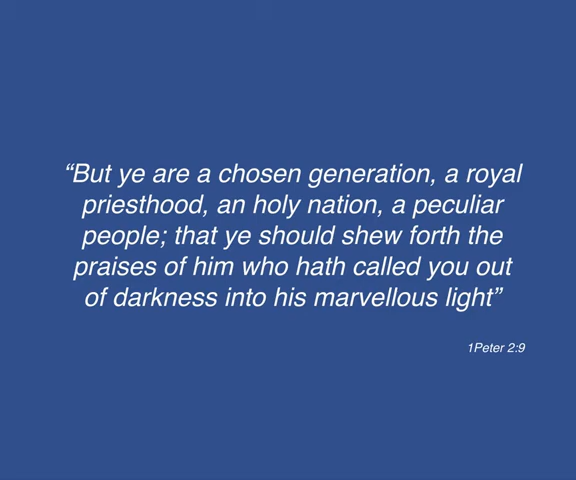 “But ye are a chosen generation, a royal
priesthood, an holy nation, a peculiar
people; that ye should shew forth the
praises of him who hath called you out
of darkness into his marvellous light”
1Peter 2:9